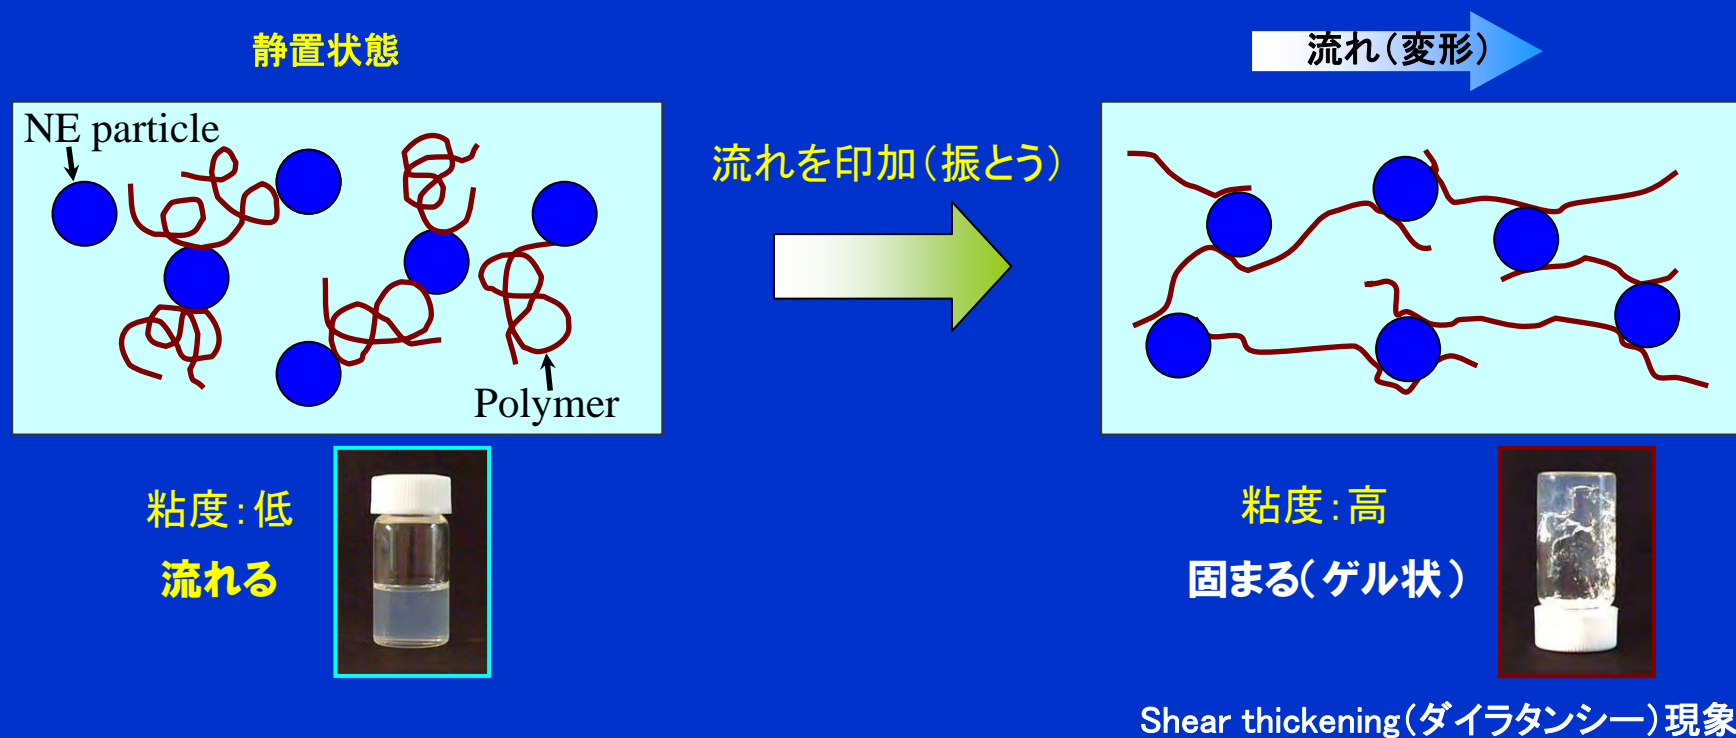 静置状態
流れ(変形)
NE particle
流れを印加(振とう)
Polymer
粘度:低
流れる
粘度:高
固まる(ゲル状)
Shear thickening(ダイラタンシー)現象